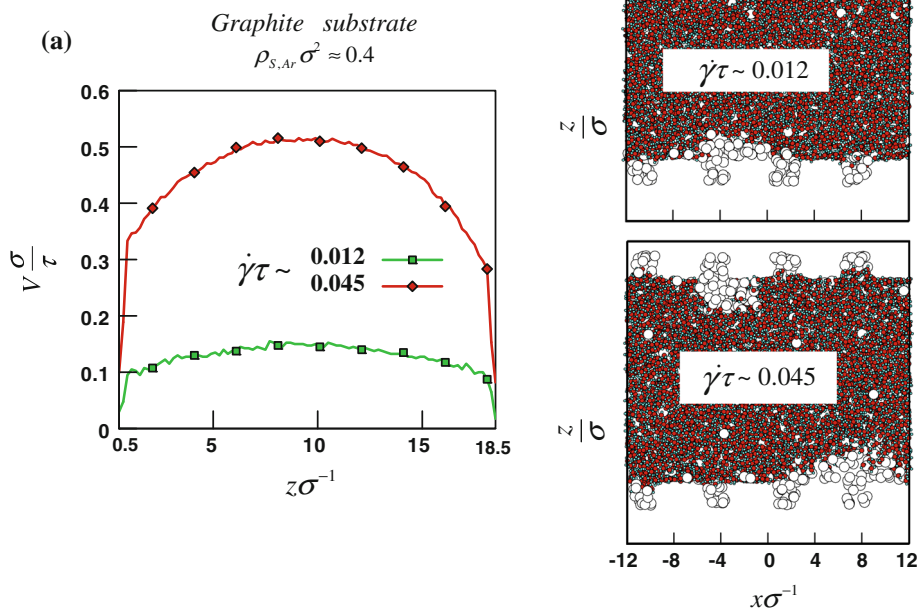 (a)
Graphite substrate
ρ_{S,Ar} σ² ≈ 0.4
0.6
0.5
0.4
0.3
0.2
0.1
0
V σ/τ
γ̇τ ~ 0.012
0.045
0.5 5 10 15 18.5
zσ⁻¹
γ̇τ ~ 0.012
z/σ
γ̇τ ~ 0.045
z/σ
-12 -8 -4 0 4 8 12
xσ⁻¹